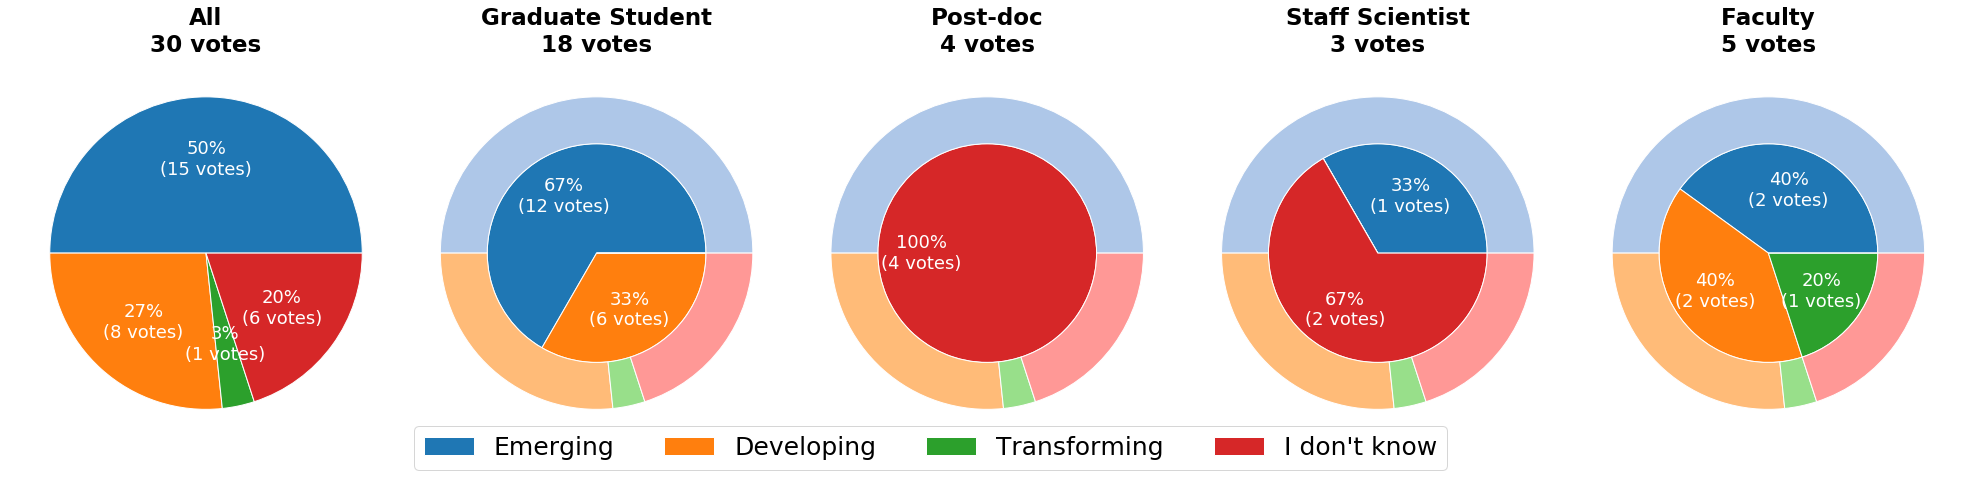 All
30 votes
Graduate Student
18 votes
Post-doc
4 votes
Staff Scientist
3 votes
Faculty
5 votes
50%
(15 votes)
27%
(8 votes)
3%
(1 votes)
20%
(6 votes)
67%
(12 votes)
33%
(6 votes)
100%
(4 votes)
33%
(1 votes)
67%
(2 votes)
40%
(2 votes)
40%
(2 votes)
20%
(1 votes)
Emerging
Developing
Transforming
I don't know